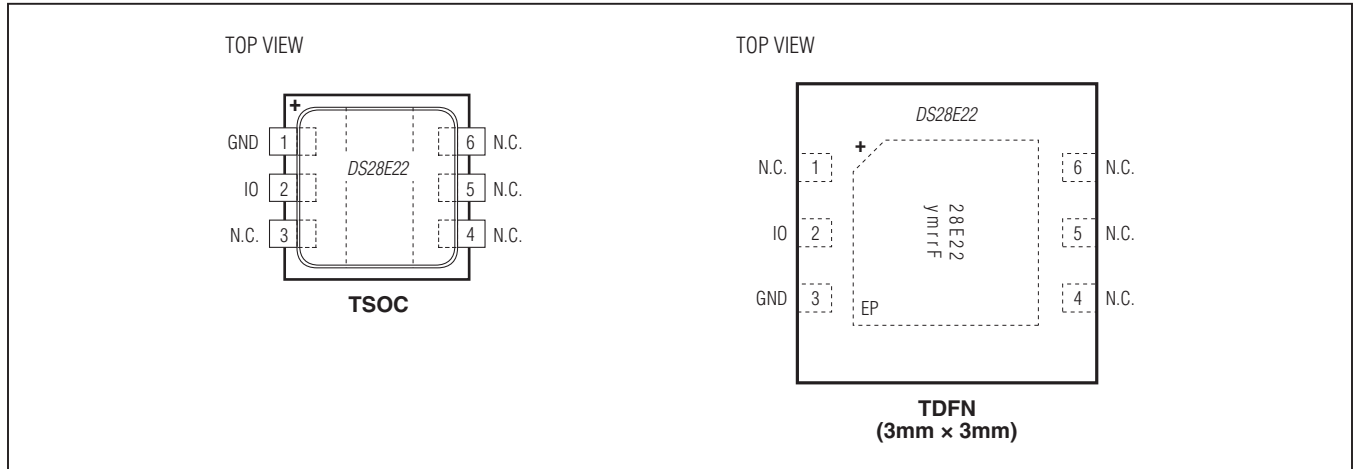 TOP VIEW
+
DS28E22
GND 1
6 N.C.
IO 2
5 N.C.
N.C. 3
4 N.C.
TSOC
TOP VIEW
DS28E22
+
N.C. 1
6 N.C.
IO 2
5 N.C.
GND 3
4 N.C.
28E22
ymrrF
EP
TDFN
(3mm × 3mm)